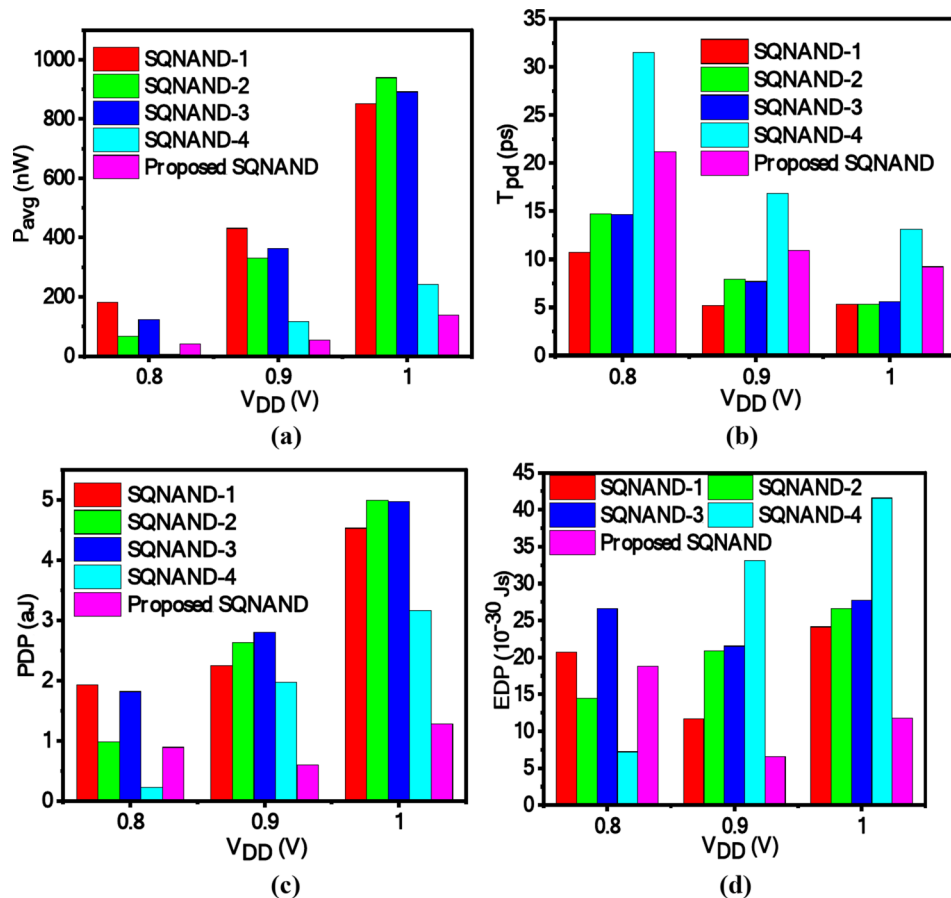 SQNAND-1
SQNAND-2
SQNAND-3
SQNAND-4
Proposed SQNAND
1000
800
600
400
200
0
Pavg (nW)
0.8 0.9 1
VDD (V)
(a)
SQNAND-1
SQNAND-2
SQNAND-3
SQNAND-4
Proposed SQNAND
35
30
25
20
15
10
5
0
Tpd (ps)
0.8 0.9 1
VDD (V)
(b)
SQNAND-1
SQNAND-2
SQNAND-3
SQNAND-4
Proposed SQNAND
5
4
3
2
1
0
PDP (aJ)
0.8 0.9 1
VDD (V)
(c)
SQNAND-1 SQNAND-2
SQNAND-3 SQNAND-4
Proposed SQNAND
45
40
35
30
25
20
15
10
5
0
EDP (10-30 Js)
0.8 0.9 1
VDD (V)
(d)